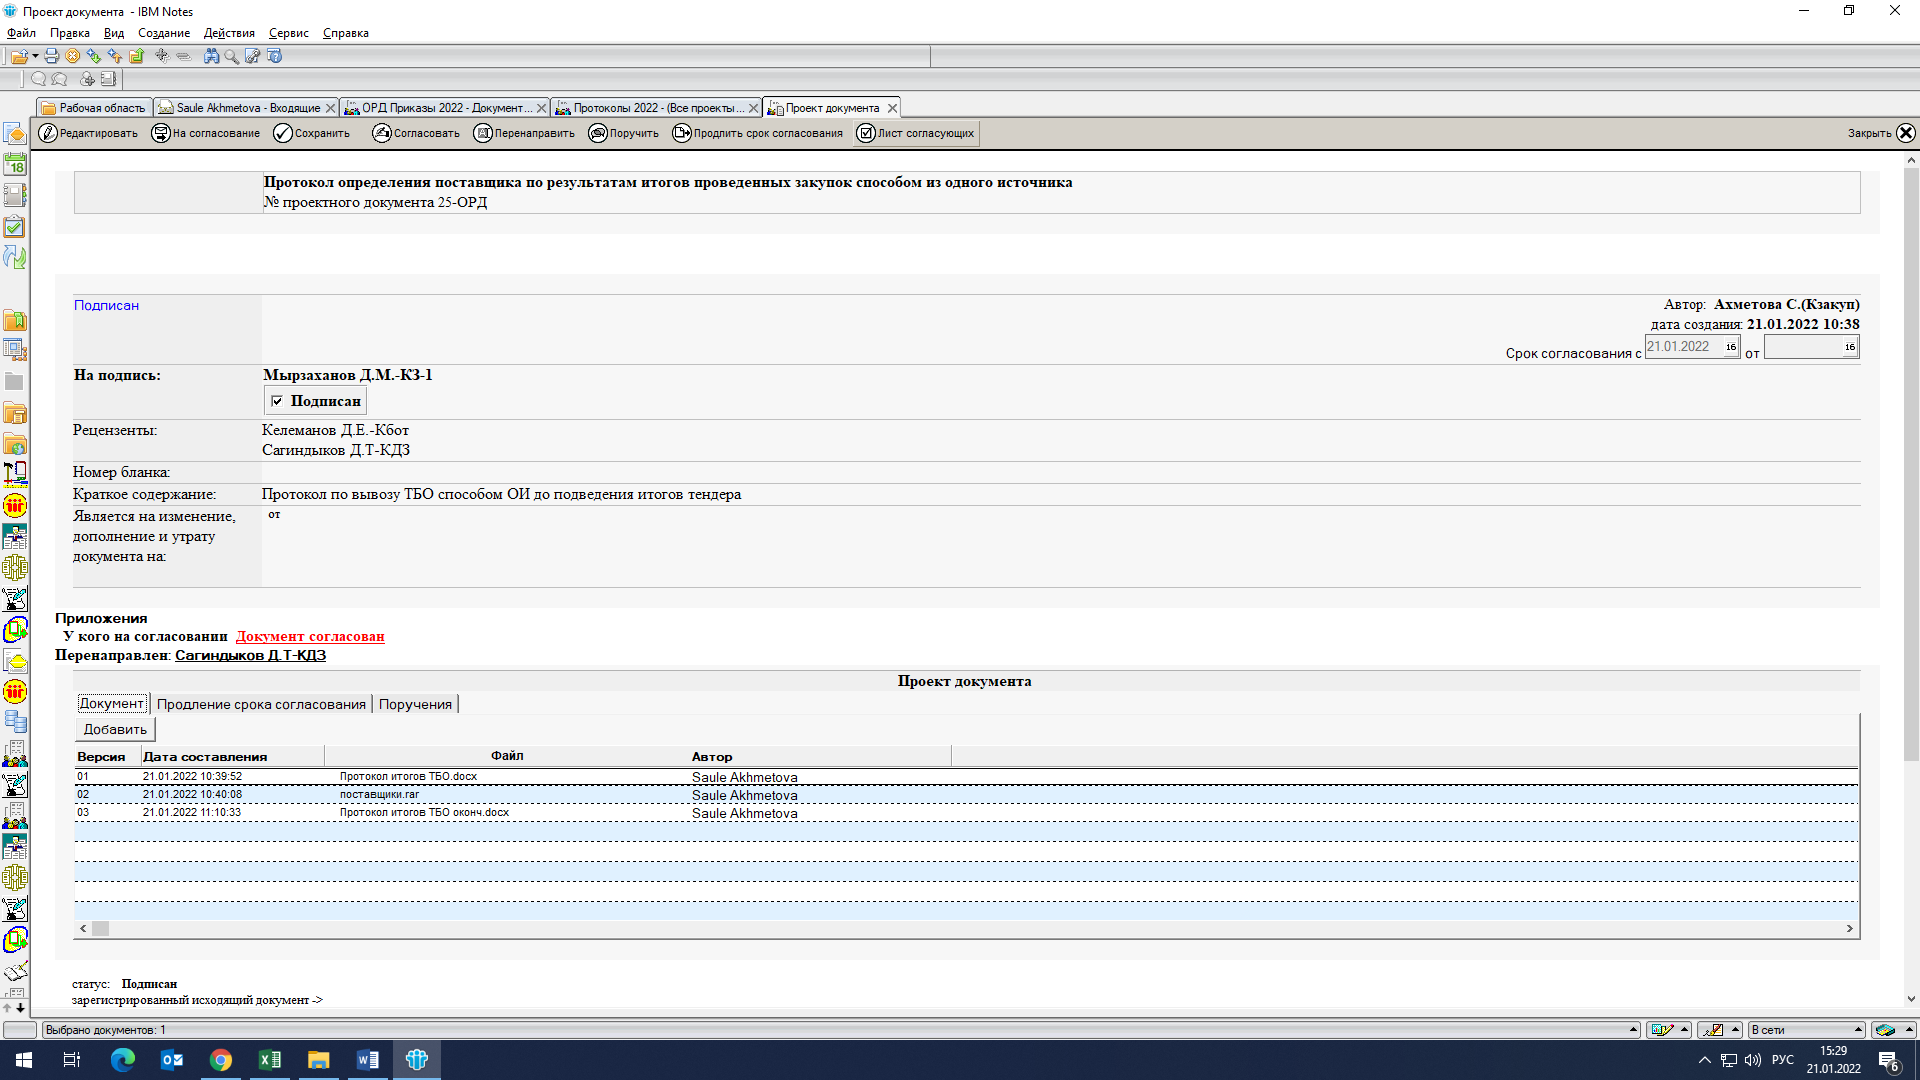 Проект документа - IBM Notes
Файл Правка Вид Создание Действия Сервис Справка
Рабочая область Saule Akhmetova - Входящие ОРД Приказы 2022 - Документ... Протоколы 2022 - (Все проекты... Проект документа
Редактировать На согласование Сохранить Согласовать Перенаправить Поручить Продлить срок согласования Лист согласующих Закрыть
18
Протокол определения поставщика по результатам итогов проведенных закупок способом из одного источника
№ проектного документа 25-ОРД
Подписан
Автор: Ахметова С.(Кзакуп)
дата создания: 21.01.2022 10:38
Срок согласования с 21.01.2022 16 от 16
На подпись: Мырзаханов Д.М.-КЗ-1
Подписан
Рецензенты: Келеманов Д.Е.-Кбот
Сагиндыков Д.Т-КДЗ
Номер бланка:
Краткое содержание: Протокол по вывозу ТБО способом ОИ до подведения итогов тендера
Является на изменение, от
дополнение и утрату
документа на:
Приложения
У кого на согласовании Документ согласован
Перенаправлен: Сагиндыков Д.Т-КДЗ
Проект документа
Документ Продление срока согласования Поручения
Добавить
Версия Дата составления Файл Автор
01 21.01.2022 10:39:52 Протокол итогов ТБО.docx Saule Akhmetova
02 21.01.2022 10:40:08 поставщики.rar Saule Akhmetova
03 21.01.2022 11:10:33 Протокол итогов ТБО оконч.docx Saule Akhmetova
статус: Подписан
зарегистрированный исходящий документ ->
Выбрано документов: 1 В сети
РУС 15:29
21.01.2022 6